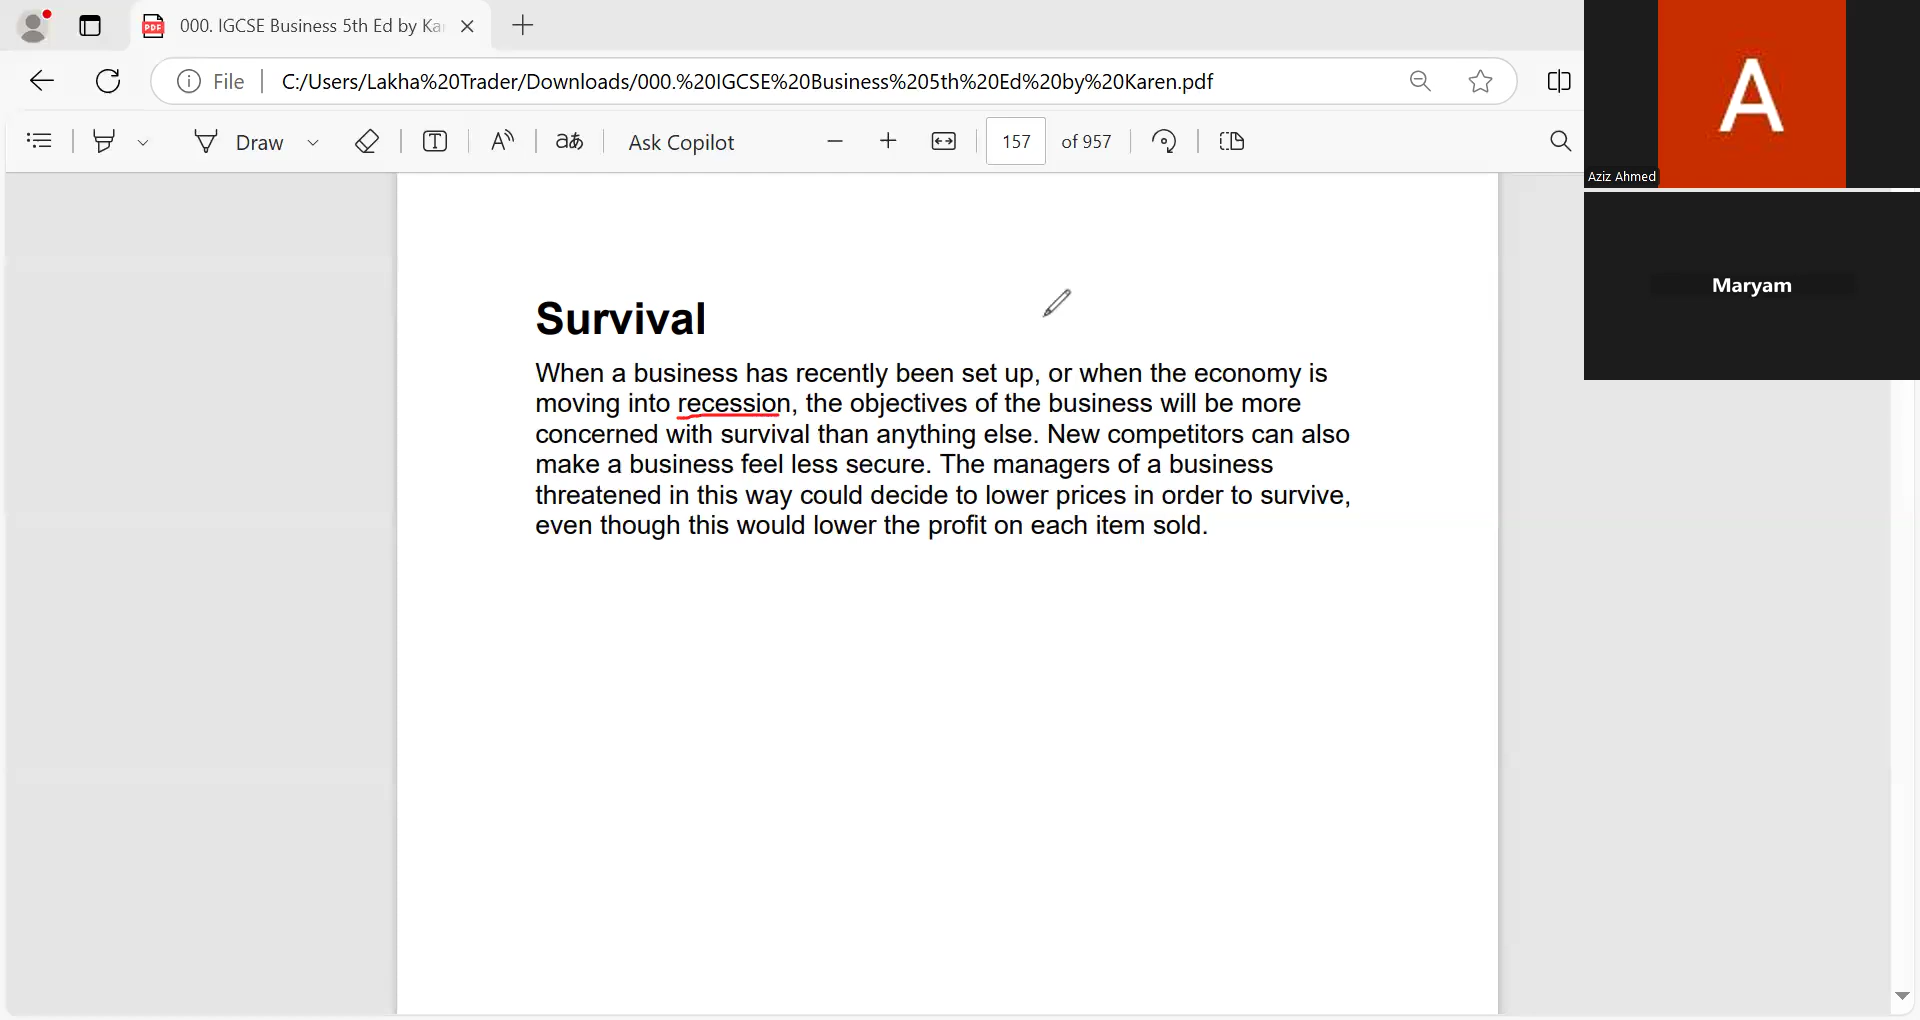 000. IGCSE Business 5th Ed by Ka
File
C:/Users/Lakha%20Trader/Downloads/000.%20IGCSE%20Business%205th%20Ed%20by%20Karen.pdf
Draw
T
A
aあ
Ask Copilot
157
of 957
A
Aziz Ahmed
Maryam
Survival
When a business has recently been set up, or when the economy is
moving into recession, the objectives of the business will be more
concerned with survival than anything else. New competitors can also
make a business feel less secure. The managers of a business
threatened in this way could decide to lower prices in order to survive,
even though this would lower the profit on each item sold.